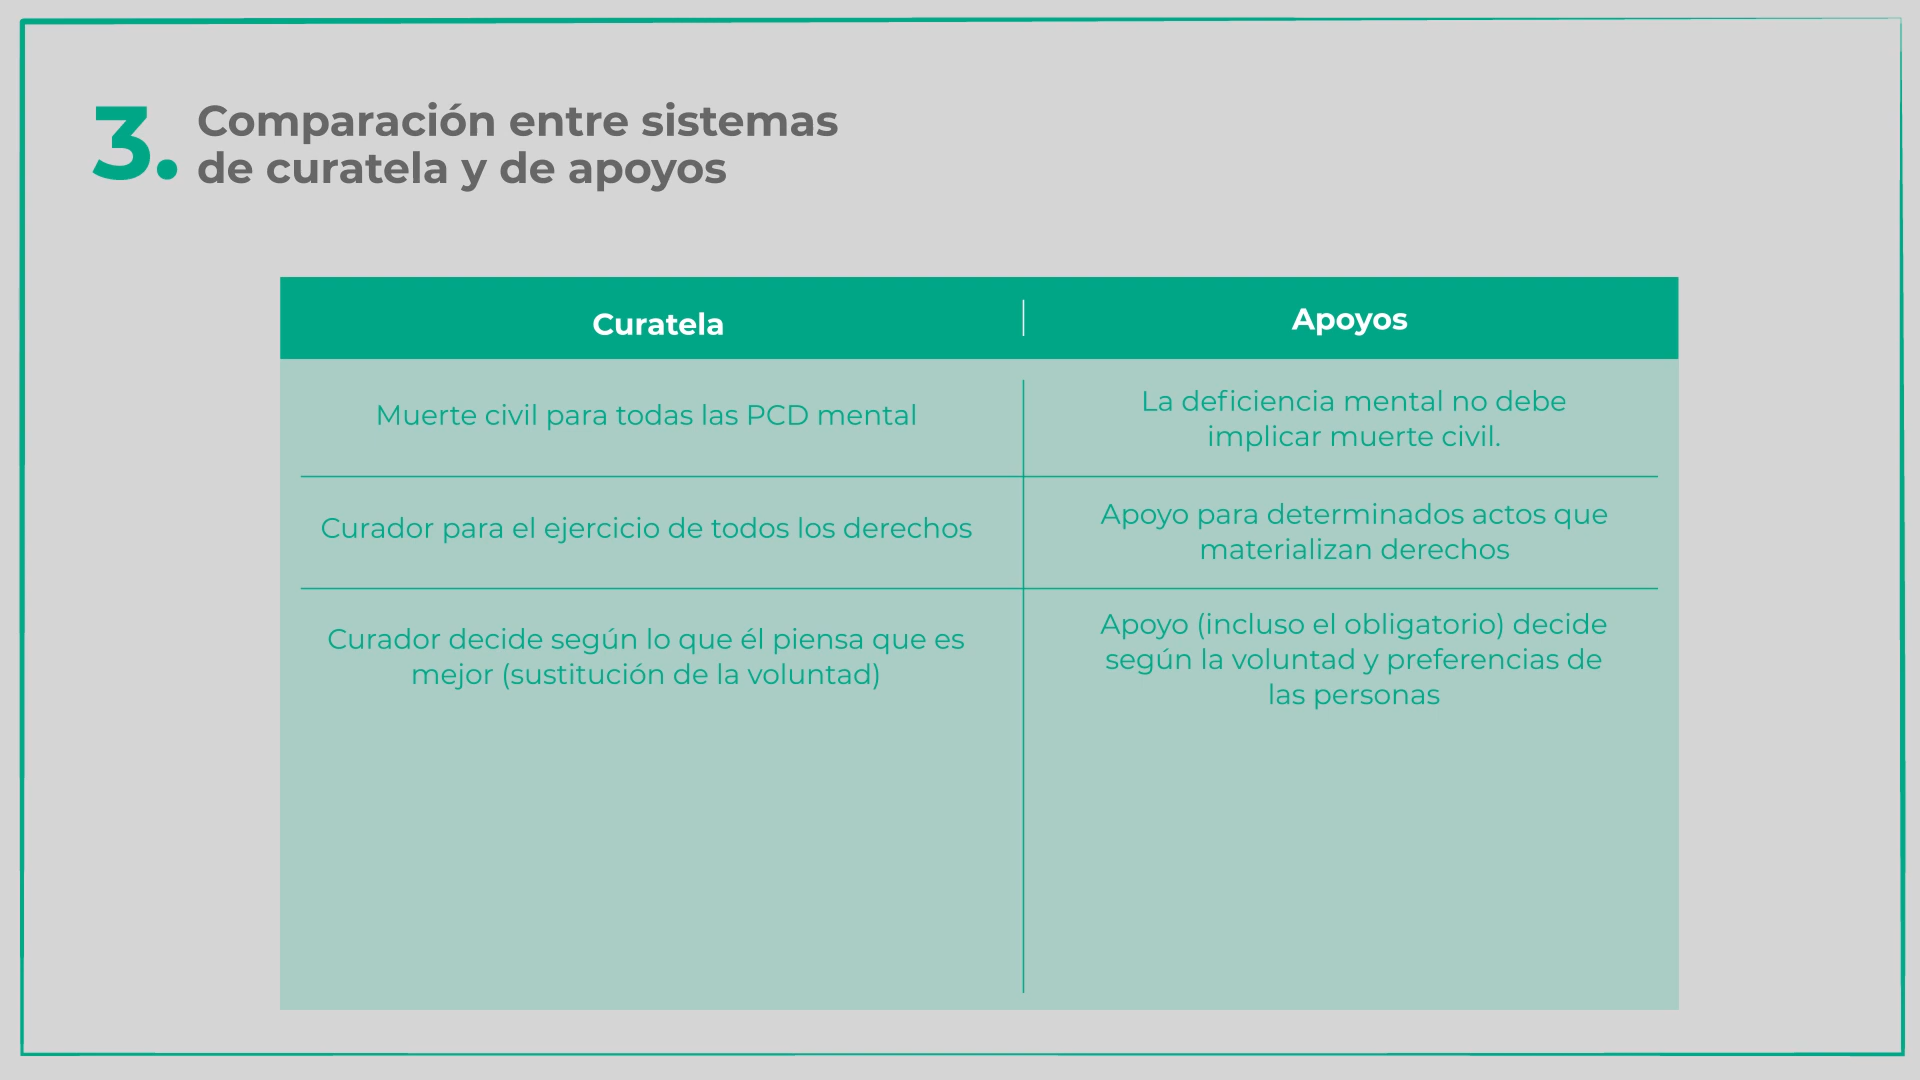 3. Comparación entre sistemas
de curatela y de apoyos
Curatela
Apoyos
Muerte civil para todas las PCD mental
La deficiencia mental no debe
implicar muerte civil.
Curador para el ejercicio de todos los derechos
Apoyo para determinados actos que
materializan derechos
Curador decide según lo que él piensa que es
mejor (sustitución de la voluntad)
Apoyo (incluso el obligatorio) decide
según la voluntad y preferencias de
las personas